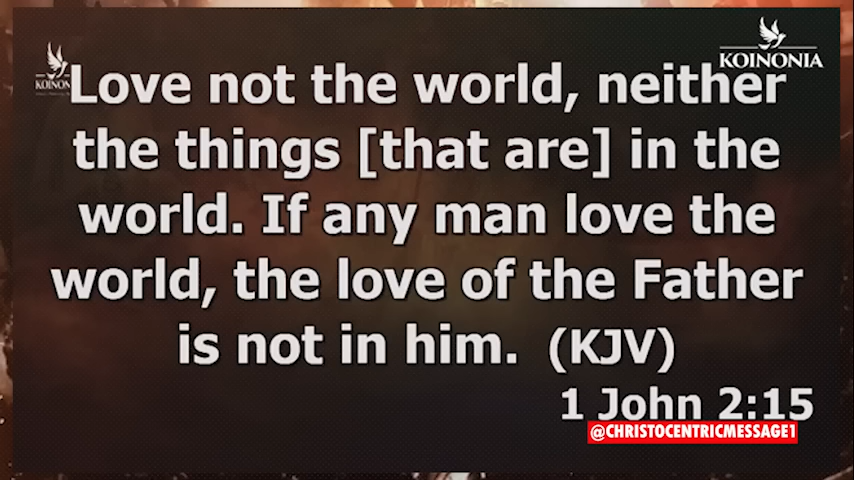 KOINONIA
KOINON
Love not the world, neither
the things [that are] in the
world. If any man love the
world, the love of the Father
is not in him. (KJV)
1 John 2:15
@CHRISTOCENTRICMESSAGE1